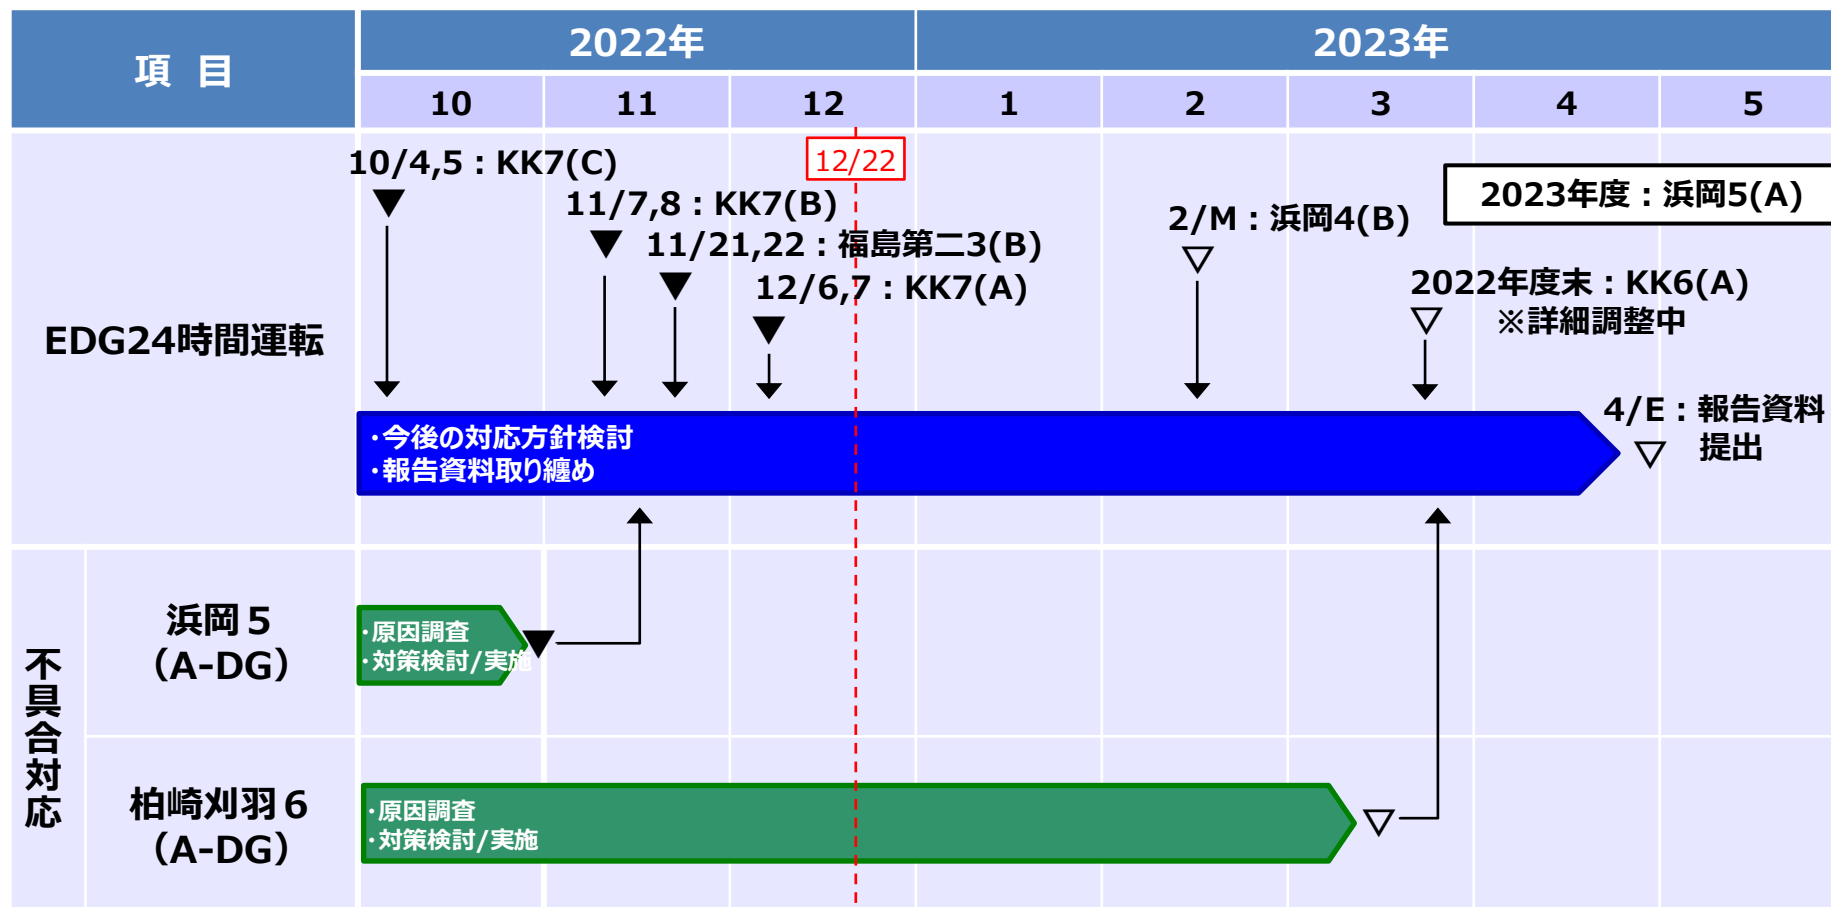 項 目
2022年
2023年
10
11
12
1
2
3
4
5
EDG24時間運転
10/4,5：KK7(C)
12/22
11/7,8：KK7(B)
11/21,22：福島第二3(B)
12/6,7：KK7(A)
2/M：浜岡4(B)
2023年度：浜岡5(A)
2022年度末：KK6(A)
※詳細調整中
4/E：報告資料
提出
・今後の対応方針検討
・報告資料取り纏め
不具合対応
浜岡５
（A-DG）
・原因調査
・対策検討/実施
柏崎刈羽６
（A-DG）
・原因調査
・対策検討/実施